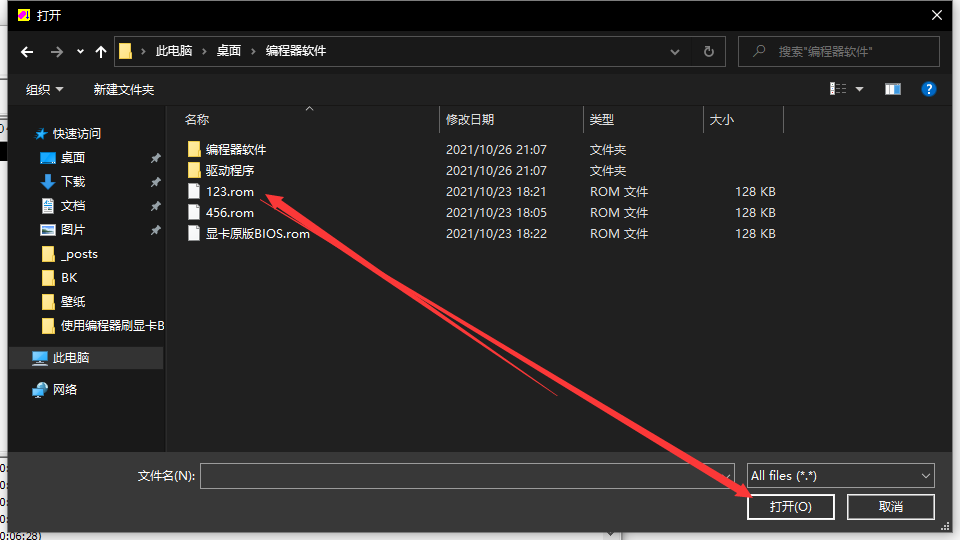 打开
此电脑 › 桌面 › 编程器软件
搜索"编程器软件"
组织 新建文件夹
名称 修改日期 类型 大小
编程器软件 2021/10/26 21:07 文件夹
驱动程序 2021/10/26 21:07 文件夹
123.rom 2021/10/23 18:21 ROM 文件 128 KB
456.rom 2021/10/23 18:05 ROM 文件 128 KB
显卡原版BIOS.rom 2021/10/23 18:22 ROM 文件 128 KB
快速访问
桌面
下载
文档
图片
_posts
BK
壁纸
使用编程器刷显卡B
此电脑
网络
文件名(N):
All files (*.*)
打开(O) 取消
0:06:28)